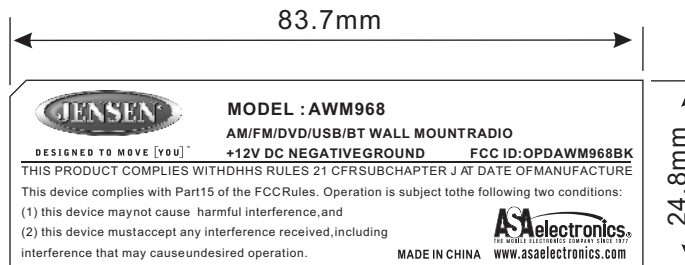 83.7mm
JENSEN
DESIGNED TO MOVE [YOU]™
MODEL : AWM968
AM/FM/DVD/USB/BT WALL MOUNTRADIO
+12V DC NEGATIVEGROUND FCC ID:OPDAWM968BK
THIS PRODUCT COMPLIES WITHDHHS RULES 21 CFRSUBCHAPTER J AT DATE OFMANUFACTURE
This device complies with Part15 of the FCCRules. Operation is subject tothe following two conditions:
(1) this device maynot cause harmful interference,and
(2) this device mustaccept any interference received,including
interference that may causeundesired operation.
ASAelectronics®
THE MOBILE ELECTRONICS COMPANY SINCE 1977
MADE IN CHINA www.asaelectronics.com
24.8mm